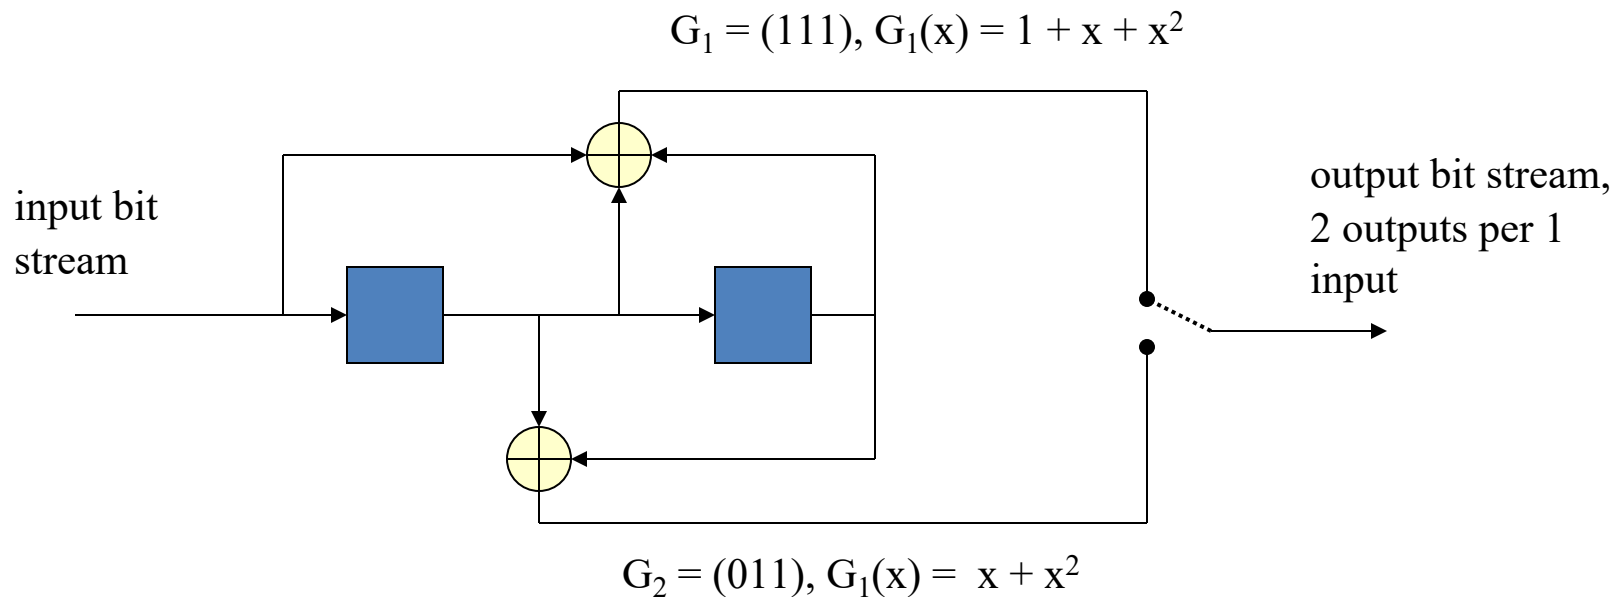 G₁ = (111), G₁(x) = 1 + x + x²
input bit
stream
output bit stream,
2 outputs per 1
input
G₂ = (011), G₁(x) =  x + x²